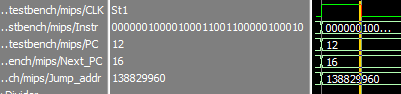 ..testbench/mips/CLK St1
..stbench/mips/Instr 00000010000100011001100000100010 000000100...
..testbench/mips/PC 12 12
..ench/mips/Next_PC 16 16
..ch/mips/Jump_addr 138829960 138829960